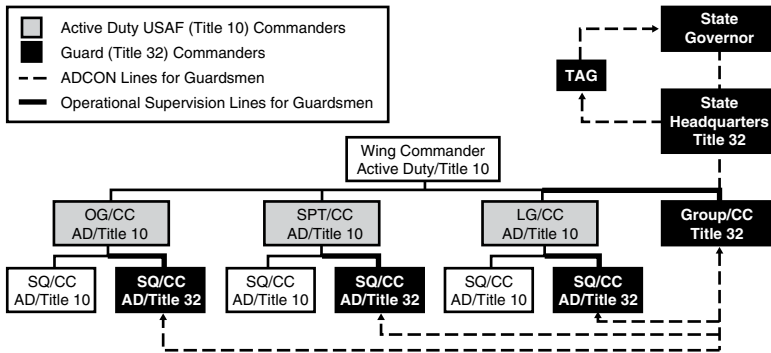 Active Duty USAF (Title 10) Commanders
Guard (Title 32) Commanders
ADCON Lines for Guardsmen
Operational Supervision Lines for Guardsmen
State
Governor
TAG
State
Headquarters
Title 32
Wing Commander
Active Duty/Title 10
OG/CC
AD/Title 10
SPT/CC
AD/Title 10
LG/CC
AD/Title 10
Group/CC
Title 32
SQ/CC
AD/Title 10
SQ/CC
AD/Title 32
SQ/CC
AD/Title 10
SQ/CC
AD/Title 32
SQ/CC
AD/Title 10
SQ/CC
AD/Title 32